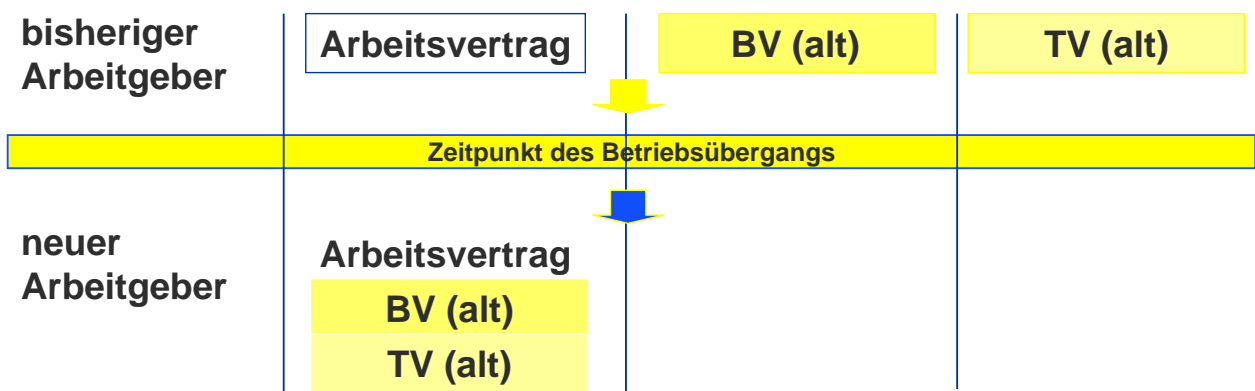 bisheriger
Arbeitgeber
Arbeitsvertrag
BV (alt)
TV (alt)
Zeitpunkt des Betriebsübergangs
neuer
Arbeitgeber
Arbeitsvertrag
BV (alt)
TV (alt)